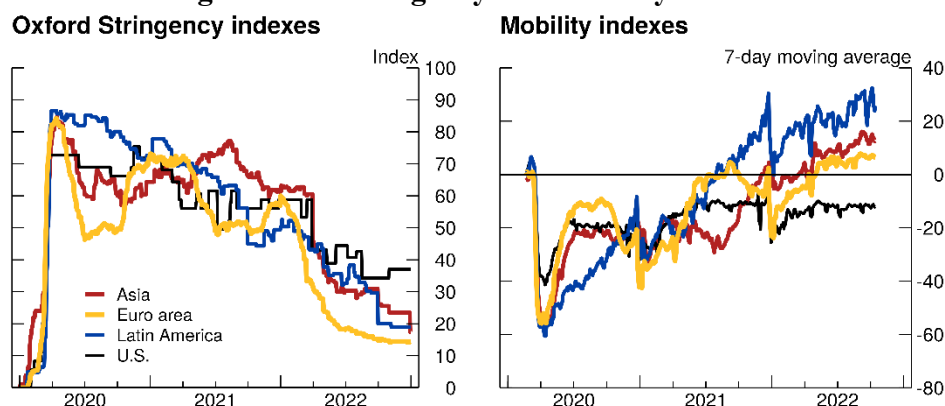 Oxford Stringency indexes
Index
100
90
80
70
60
50
40
30
20
10
0
Asia
Euro area
Latin America
U.S.
2020 2021 2022
Mobility indexes
7-day moving average
40
20
0
-20
-40
-60
-80
2020 2021 2022